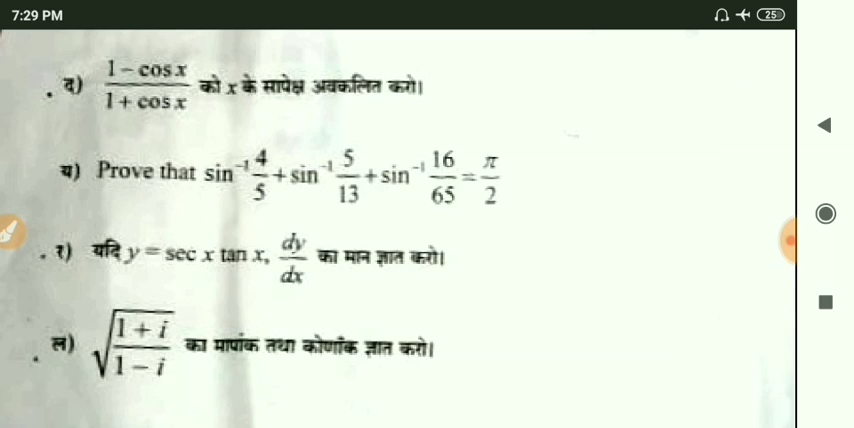 7:29 PM 25
द) (1 − cos x)/(1 + cos x) को x के सापेक्ष अवकलित करो।
य) Prove that sin⁻¹ 4/5 + sin⁻¹ 5/13 + sin⁻¹ 16/65 = π/2
र) यदि y = sec x tan x, dy/dx का मान ज्ञात करो।
ल) √((1 + i)/(1 − i)) का मापांक तथा कोणाँक ज्ञात करो।